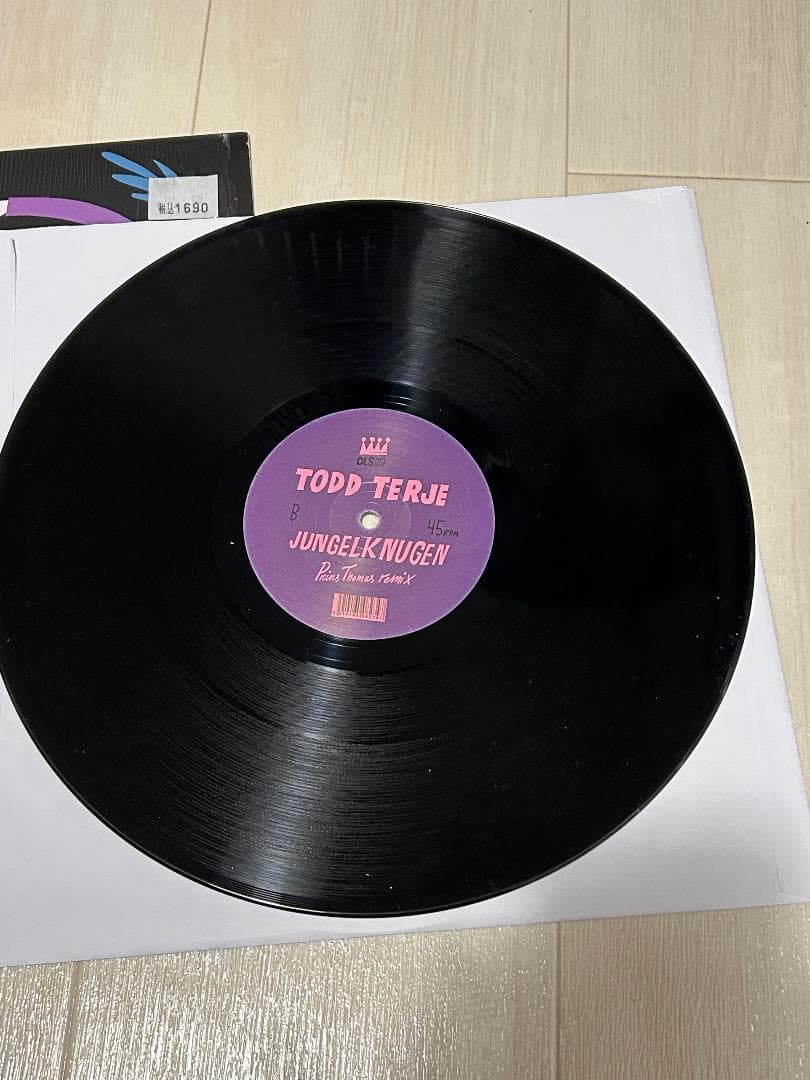 税込1690
OLS017
TODD TERJE
B
45RPM
JUNGELKNUGEN
Prins Thomas remix